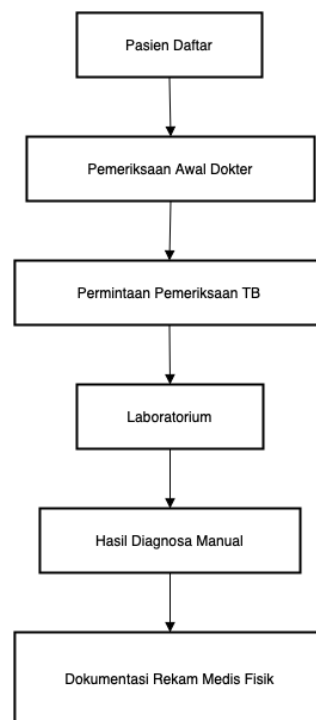 Pasien Daftar
Pemeriksaan Awal Dokter
Permintaan Pemeriksaan TB
Laboratorium
Hasil Diagnosa Manual
Dokumentasi Rekam Medis Fisik